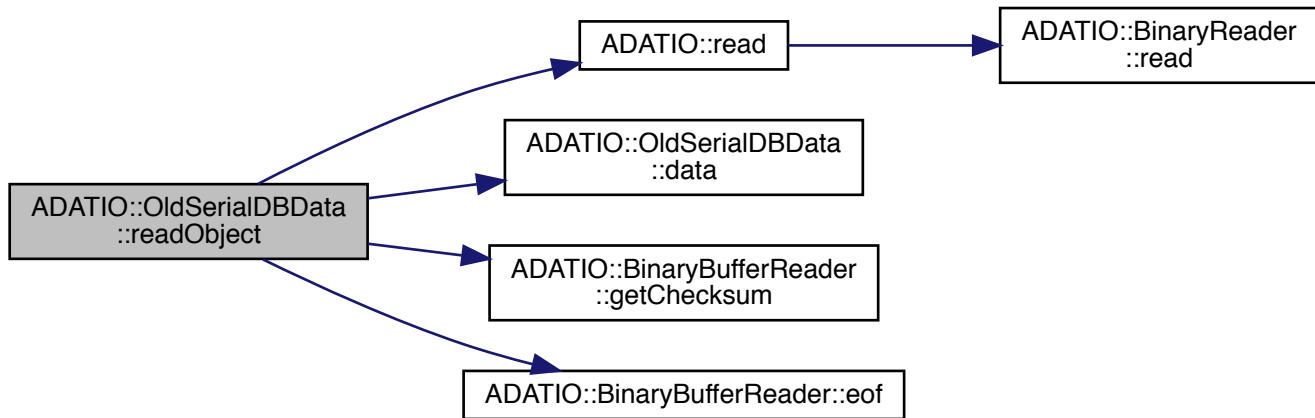 ADATIO::read
ADATIO::BinaryReader
::read
ADATIO::OldSerialDBData
::data
ADATIO::OldSerialDBData
::readObject
ADATIO::BinaryBufferReader
::getChecksum
ADATIO::BinaryBufferReader::eof